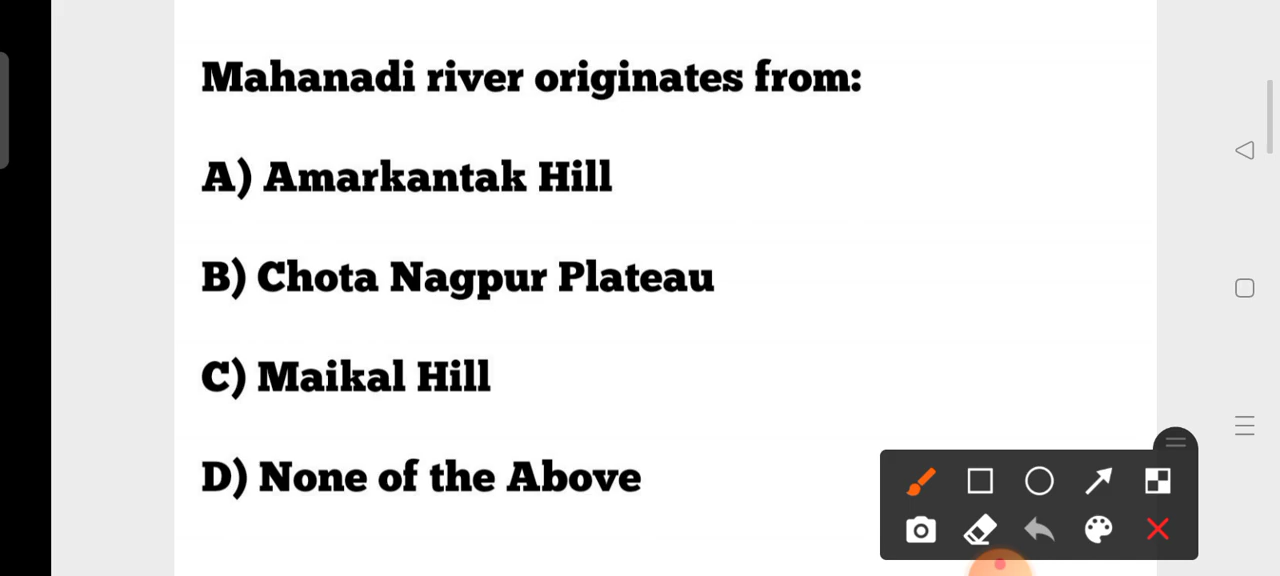 Mahanadi river originates from:
A) Amarkantak Hill
B) Chota Nagpur Plateau
C) Maikal Hill
D) None of the Above